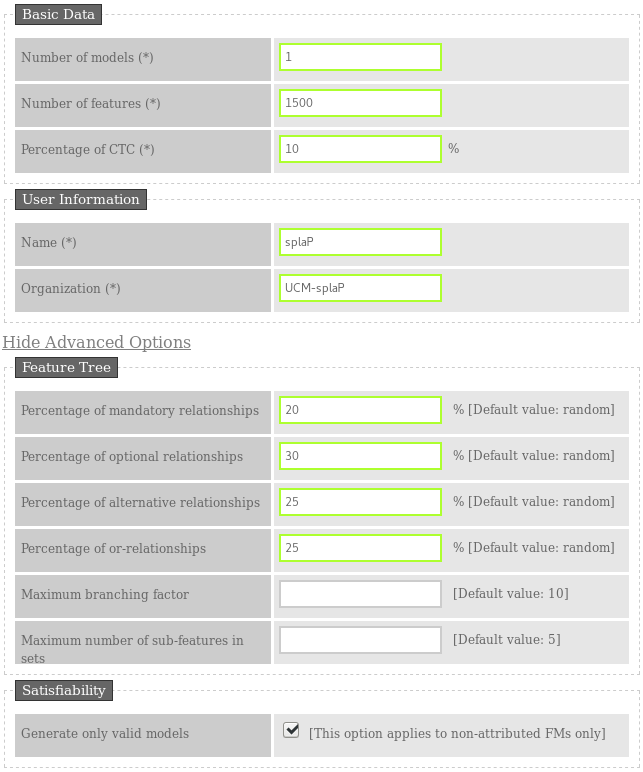 Basic Data
Number of models (*) 1
Number of features (*) 1500
Percentage of CTC (*) 10 %
User Information
Name (*) splaP
Organization (*) UCM-splaP
Hide Advanced Options
Feature Tree
Percentage of mandatory relationships 20 % [Default value: random]
Percentage of optional relationships 30 % [Default value: random]
Percentage of alternative relationships 25 % [Default value: random]
Percentage of or-relationships 25 % [Default value: random]
Maximum branching factor [Default value: 10]
Maximum number of sub-features in [Default value: 5]
sets
Satisfiability
Generate only valid models [This option applies to non-attributed FMs only]